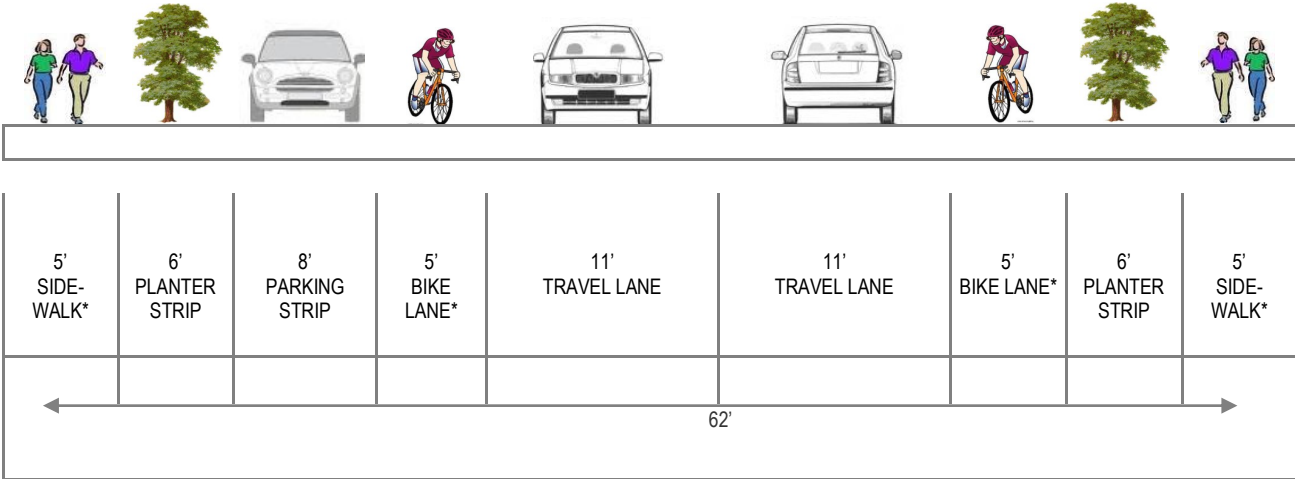 5’
SIDE-
WALK*
6’
PLANTER
STRIP
8’
PARKING
STRIP
5’
BIKE
LANE*
11’
TRAVEL LANE
11’
TRAVEL LANE
5’
BIKE LANE*
6’
PLANTER
STRIP
5’
SIDE-
WALK*
62’